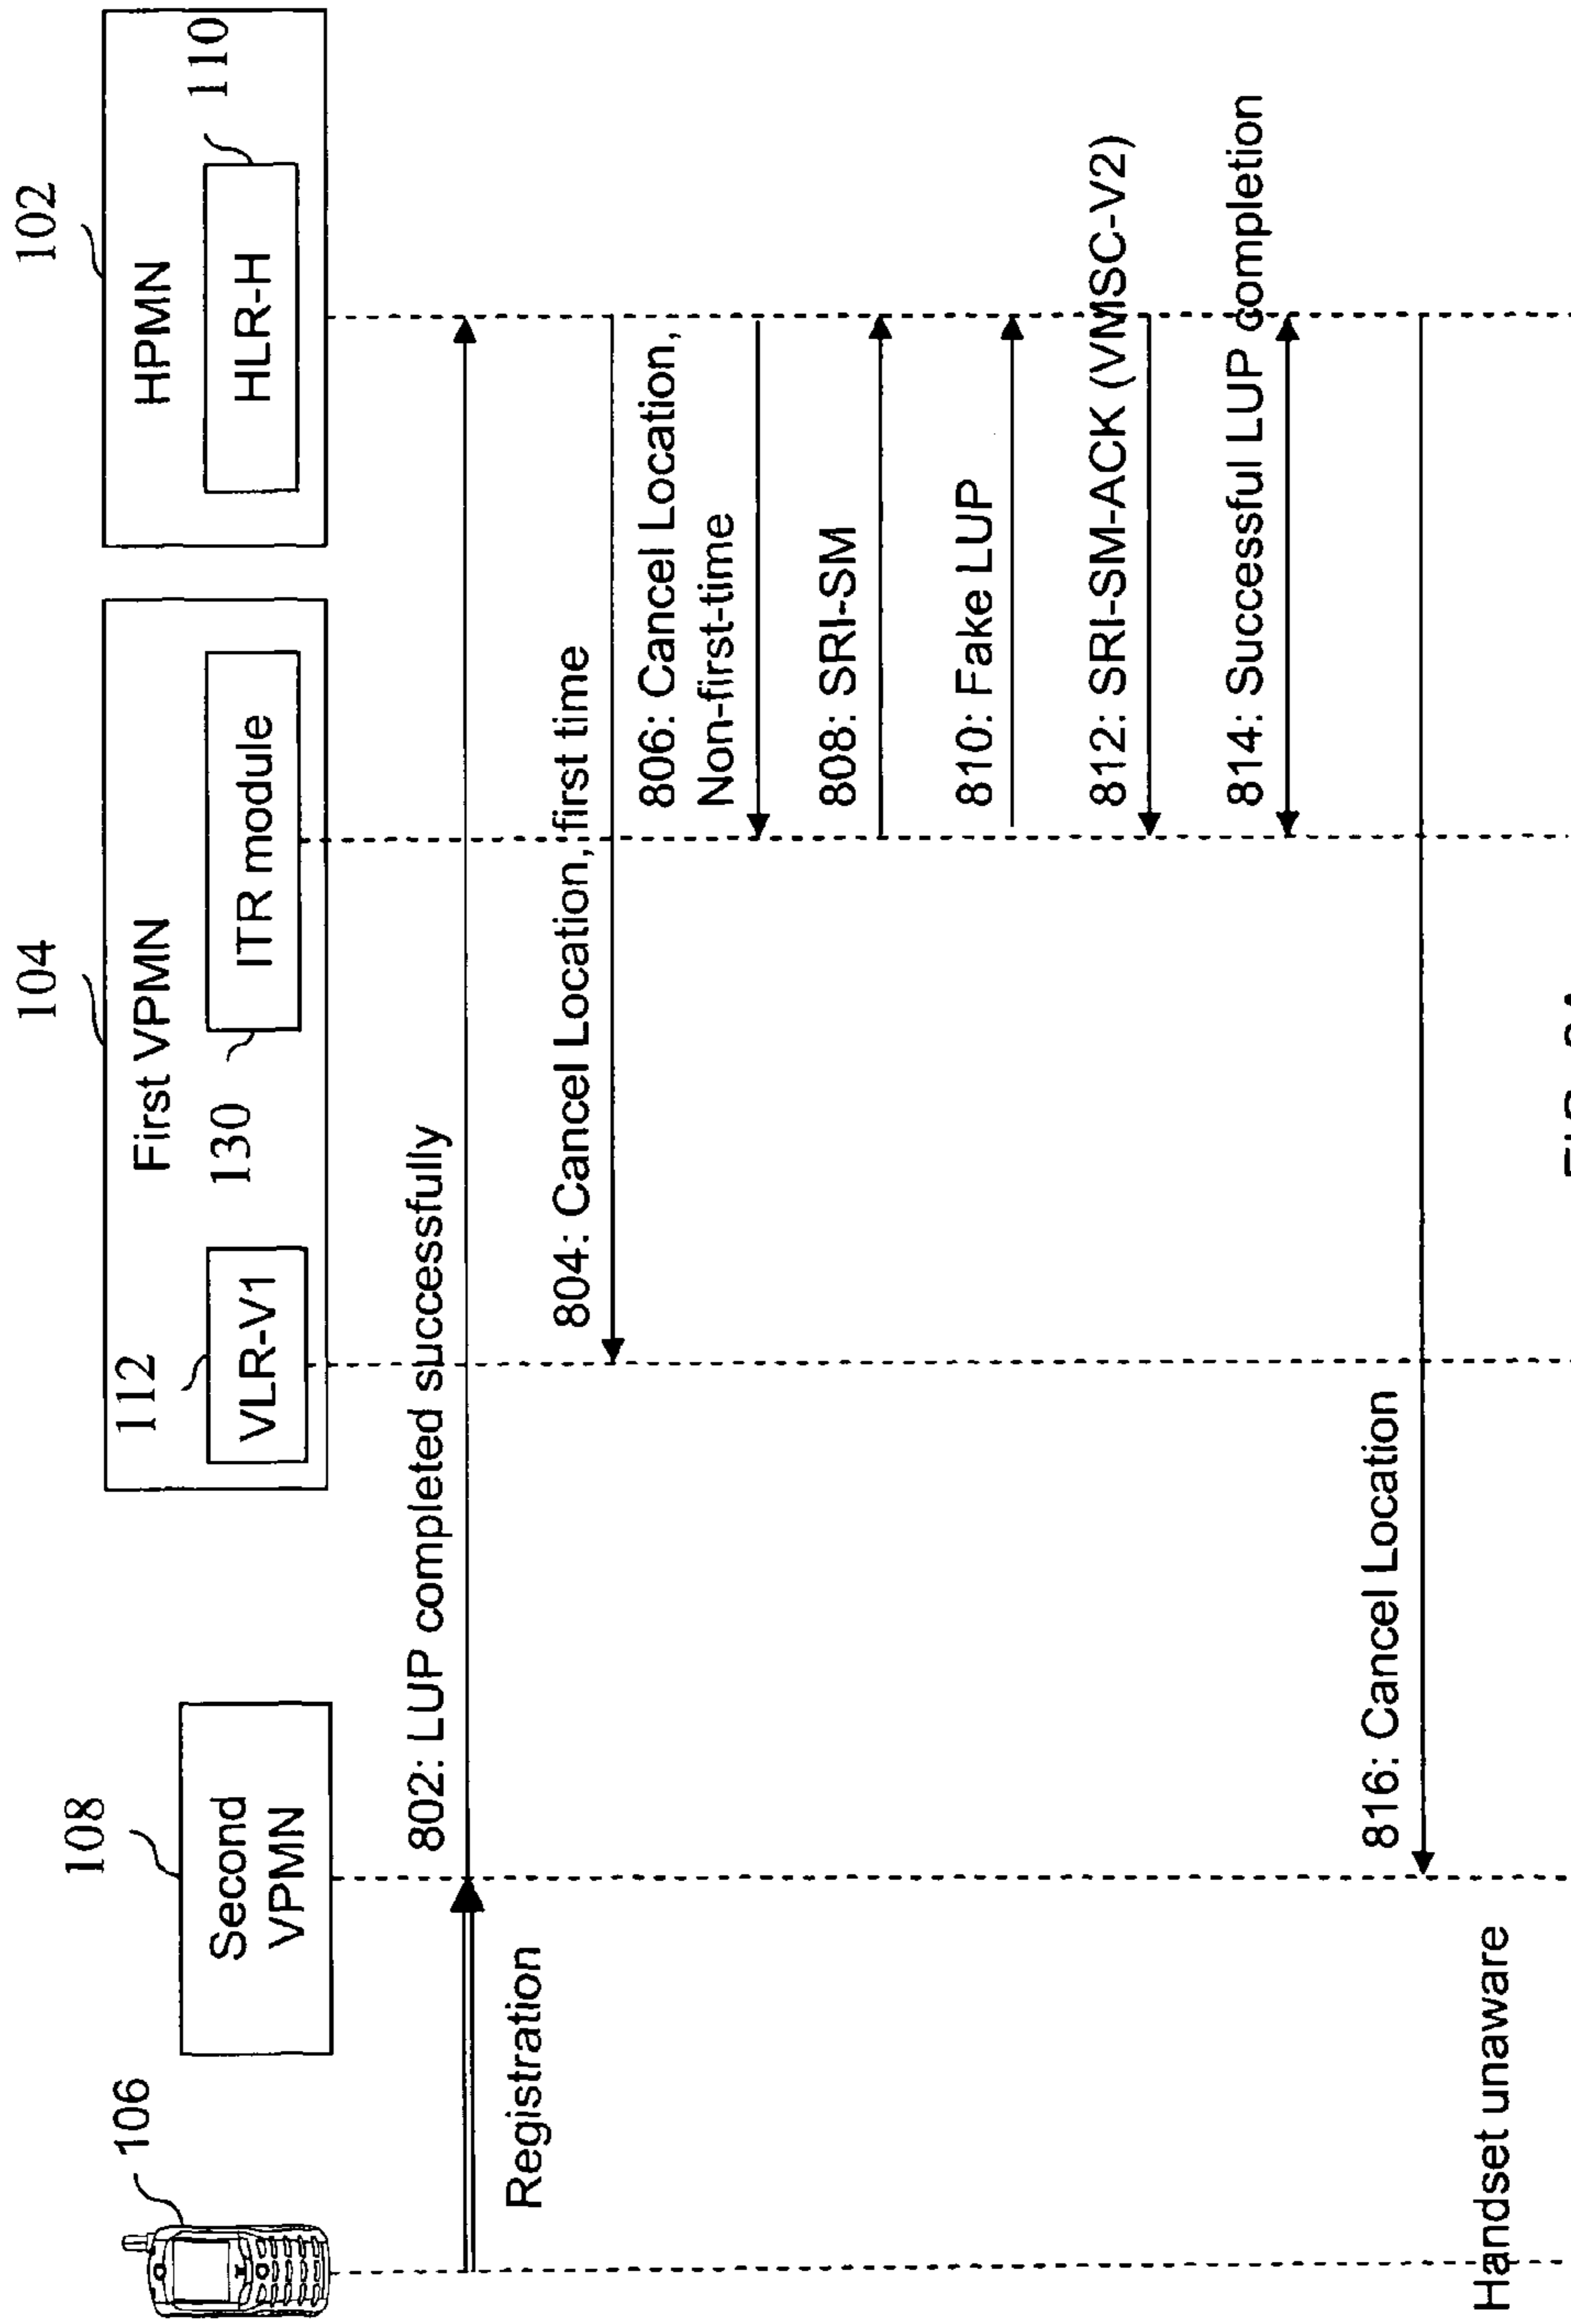 106
108
Second
VPMN
104
First VPMN
112
VLR-V1
130
ITR module
102
HPMN
HLR-H
110
Registration
802: LUP completed successfully
804: Cancel Location, first time
806: Cancel Location,
Non-first-time
808: SRI-SM
810: Fake LUP
812: SRI-SM-ACK (VMSC-V2)
814: Successful LUP completion
816: Cancel Location
Handset unaware